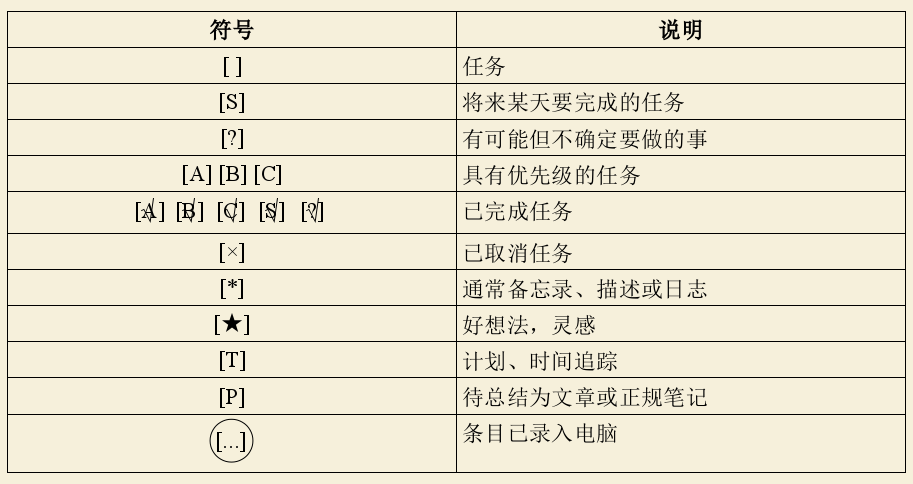 符号 说明
[ ] 任务
[S] 将来某天要完成的任务
[?] 有可能但不确定要做的事
[A] [B] [C] 具有优先级的任务
[A√] [B√] [C√] [S√] [?√] 已完成任务
[×] 已取消任务
[*] 通常备忘录、描述或日志
[★] 好想法，灵感
[T] 计划、时间追踪
[P] 待总结为文章或正规笔记
[…] 条目已录入电脑